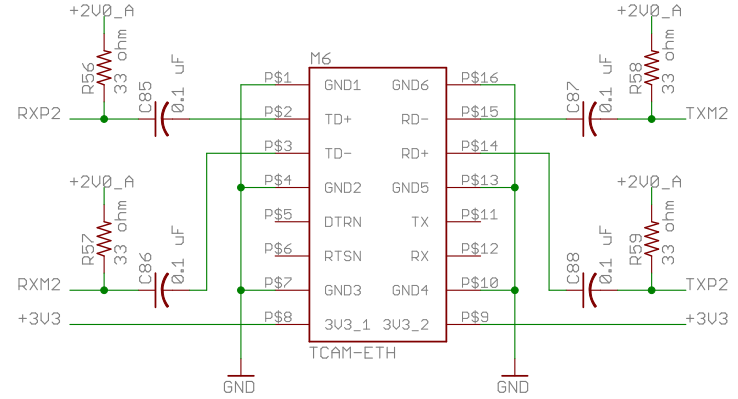 +2V0_A +2V0_A
R56 33 ohm C85 0.1 uF M6 C87 0.1 uF R58 33 ohm
P$1 GND1 GND6 P$16
RXP2 P$2 TD+ RD- P$15 TXM2
P$3 TD- RD+ P$14
+2V0_A P$4 GND2 GND5 P$13 +2V0_A
P$5 DTRN TX P$11
R57 33 ohm C86 0.1 uF P$6 RTSN RX P$12 C88 0.1 uF R59 33 ohm
RXM2 P$7 GND3 GND4 P$10 TXP2
+3V3 P$8 3V3_1 3V3_2 P$9 +3V3
TCAM-ETH
GND GND